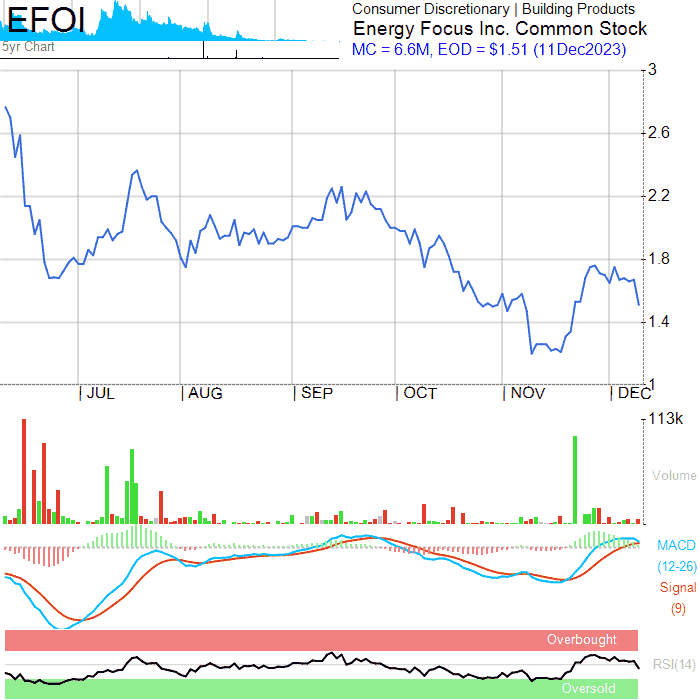 EFOI
5yr Chart
Consumer Discretionary | Building Products
Energy Focus Inc. Common Stock
MC = 6.6M, EOD = $1.51 (11Dec2023)
3
2.6
2.2
1.8
1.4
1
JUL AUG SEP OCT NOV DEC
113k
Volume
MACD
(12-26)
Signal
(9)
Overbought
RSI(14)
Oversold